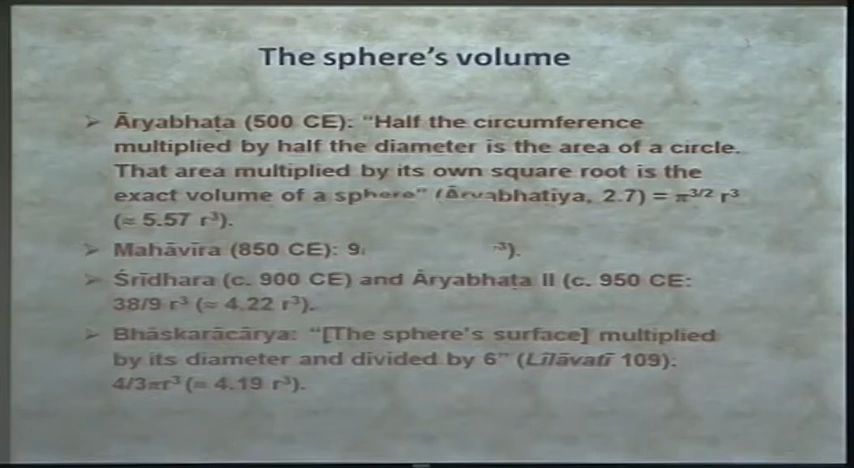 The sphere's volume
➢ Āryabhaṭa (500 CE): "Half the circumference
multiplied by half the diameter is the area of a circle.
That area multiplied by its own square root is the
exact volume of a sphere" (Āryabhatiya, 2.7) = π³/² r³
(≈ 5.57 r³).
➢ Mahāvīra (850 CE): 9 r³).
➢ Śrīdhara (c. 900 CE) and Āryabhaṭa II (c. 950 CE:
38/9 r³ (≈ 4.22 r³).
➢ Bhāskarācārya: "[The sphere's surface] multiplied
by its diameter and divided by 6" (Līlāvatī 109):
4/3πr³ (≈ 4.19 r³).